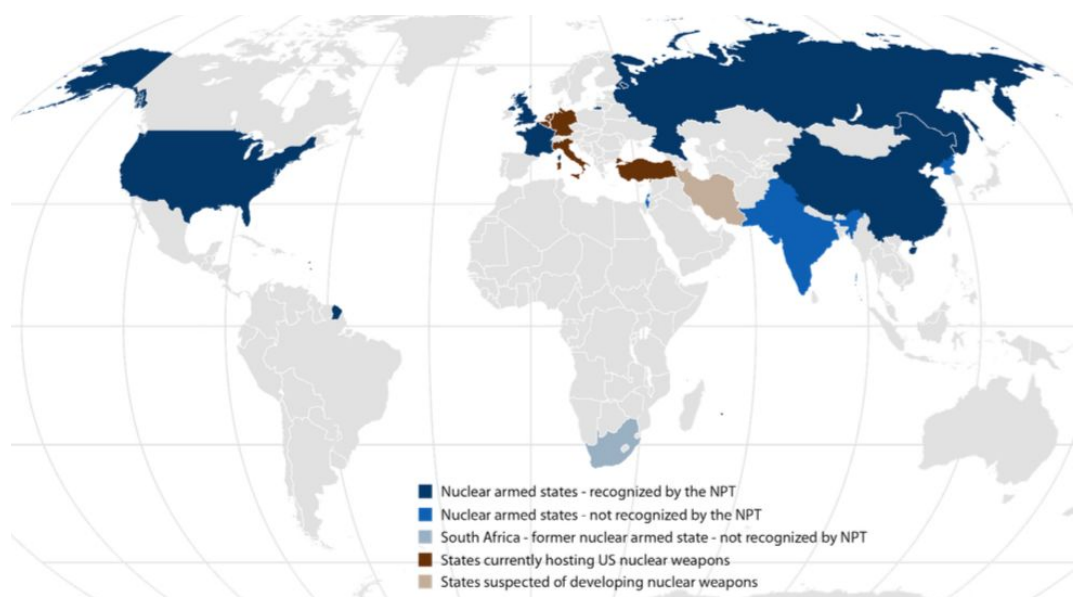 Nuclear armed states - recognized by the NPT
Nuclear armed states - not recognized by the NPT
South Africa - former nuclear armed state - not recognized by NPT
States currently hosting US nuclear weapons
States suspected of developing nuclear weapons